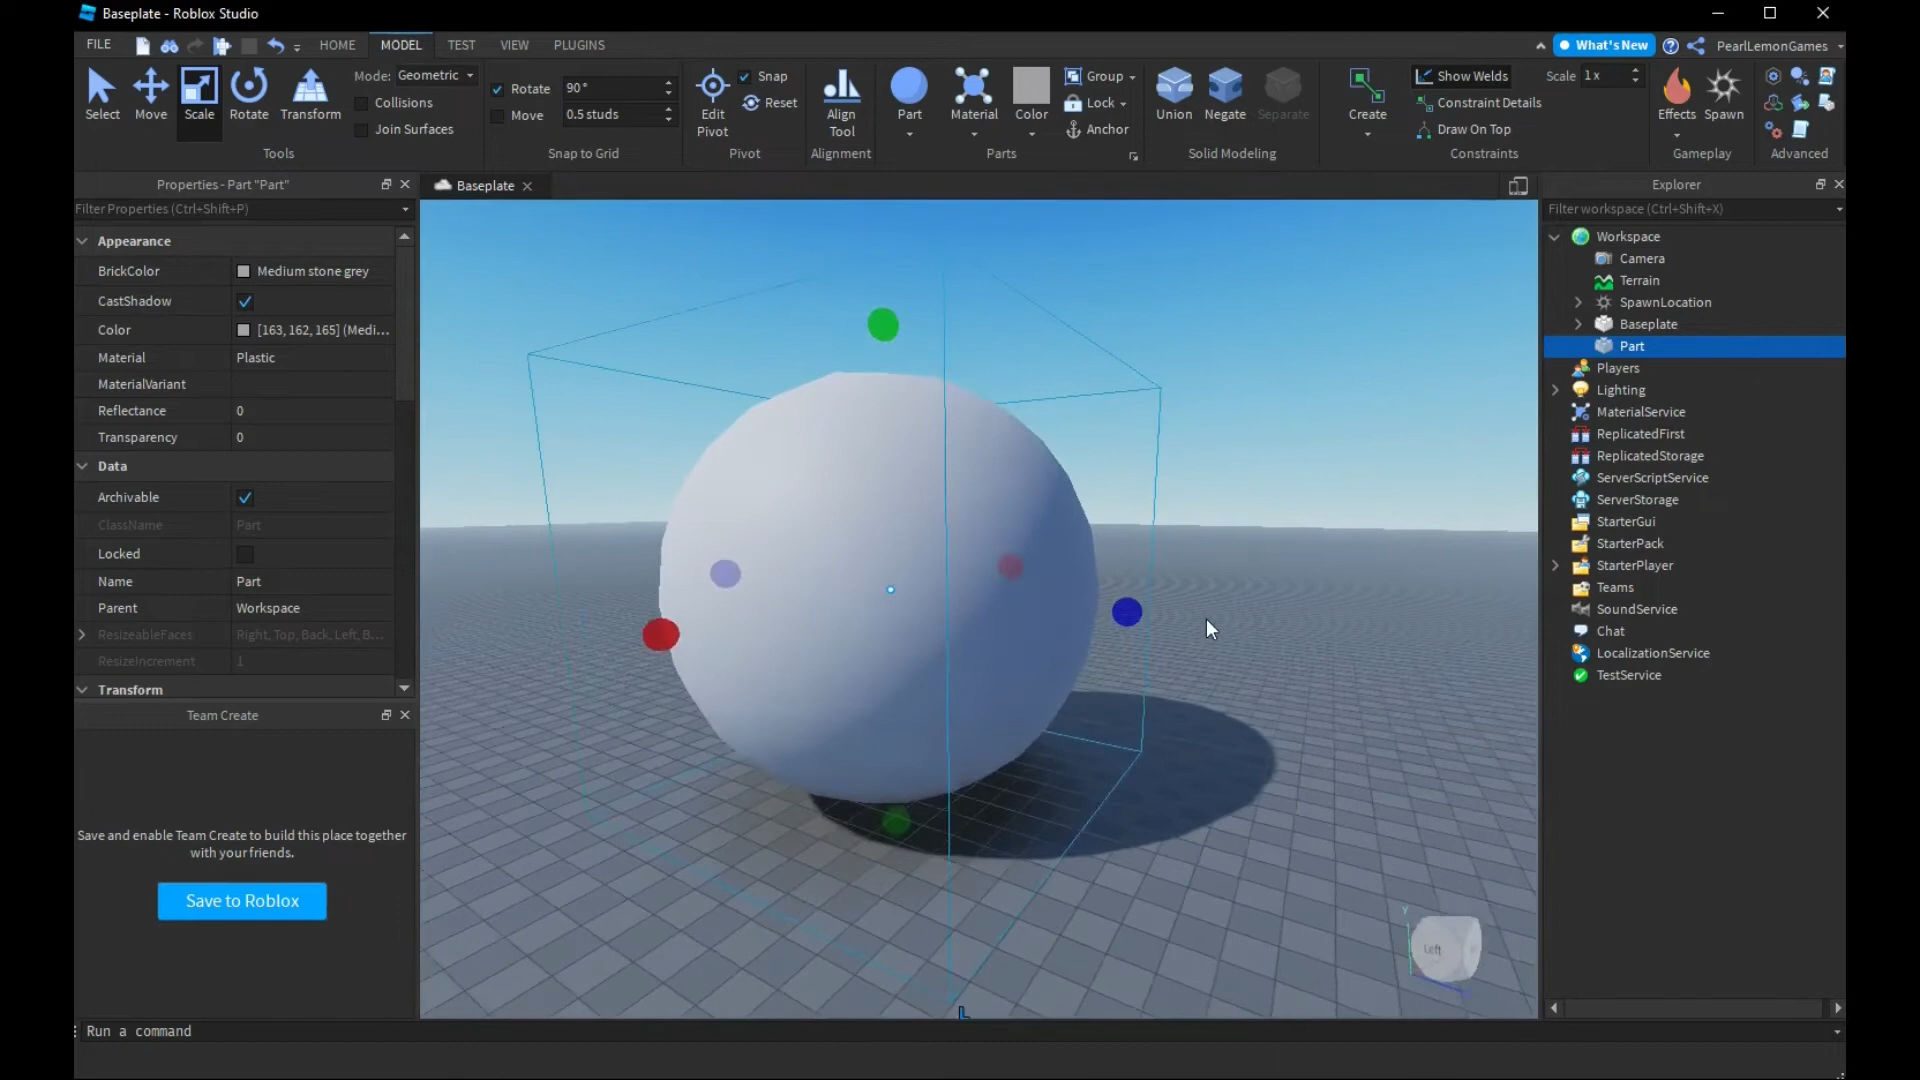 Baseplate - Roblox Studio
FILE HOME MODEL TEST VIEW PLUGINS What's New PearlLemonGames
Mode: Geometric
Collisions
Join Surfaces
Select Move Scale Rotate Transform
Tools
Rotate 90°
Move 0.5 studs
Snap to Grid
Edit
Pivot
Snap
Reset
Pivot
Align
Tool
Alignment
Part Material Color
Group
Lock
Anchor
Parts
Union Negate Separate
Solid Modeling
Create
Show Welds Scale 1x
Constraint Details
Draw On Top
Constraints
Effects Spawn
Gameplay
Advanced
Properties - Part "Part"
Filter Properties (Ctrl+Shift+P)
Appearance
BrickColor Medium stone grey
CastShadow
Color [163, 162, 165] (Medi...
Material Plastic
MaterialVariant
Reflectance 0
Transparency 0
Data
Archivable
ClassName Part
Locked
Name Part
Parent Workspace
ResizeableFaces Right, Top, Back, Left, B...
ResizeIncrement 1
Transform
Team Create
Save and enable Team Create to build this place together
with your friends.
Save to Roblox
Baseplate
Y
Left
L
Explorer
Filter workspace (Ctrl+Shift+X)
Workspace
Camera
Terrain
SpawnLocation
Baseplate
Part
Players
Lighting
MaterialService
ReplicatedFirst
ReplicatedStorage
ServerScriptService
ServerStorage
StarterGui
StarterPack
StarterPlayer
Teams
SoundService
Chat
LocalizationService
TestService
Run a command